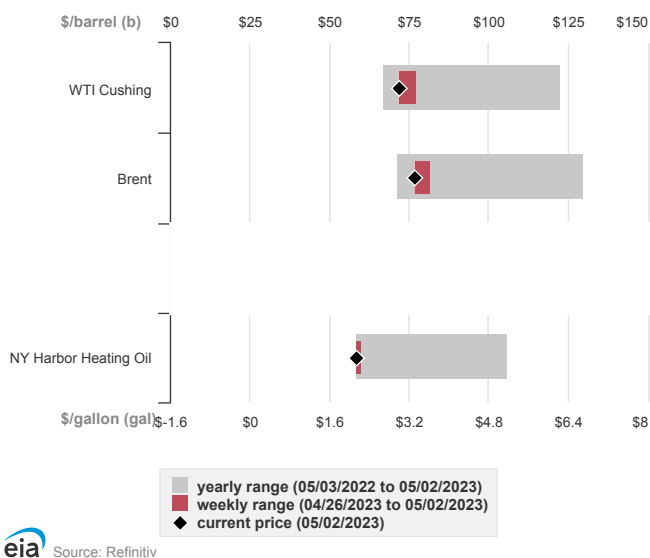 $/barrel (b) $0 $25 $50 $75 $100 $125 $150
WTI Cushing
Brent
NY Harbor Heating Oil
$/gallon (gal) $-1.6 $0 $1.6 $3.2 $4.8 $6.4 $8
yearly range (05/03/2022 to 05/02/2023)
weekly range (04/26/2023 to 05/02/2023)
current price (05/02/2023)
eia Source: Refinitiv